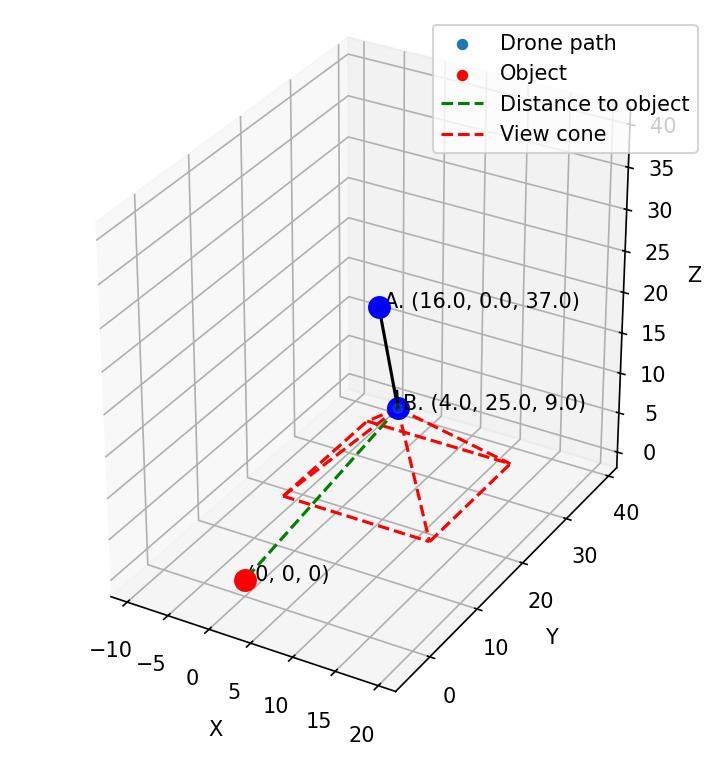 Drone path
Object
Distance to object
View cone
40
35
30
25
20
15
10
5
0
Z
A. (16.0, 0.0, 37.0)
B. (4.0, 25.0, 9.0)
(0, 0, 0)
40
30
20
10
0
Y
−10
−5
0
5
10
15
20
X